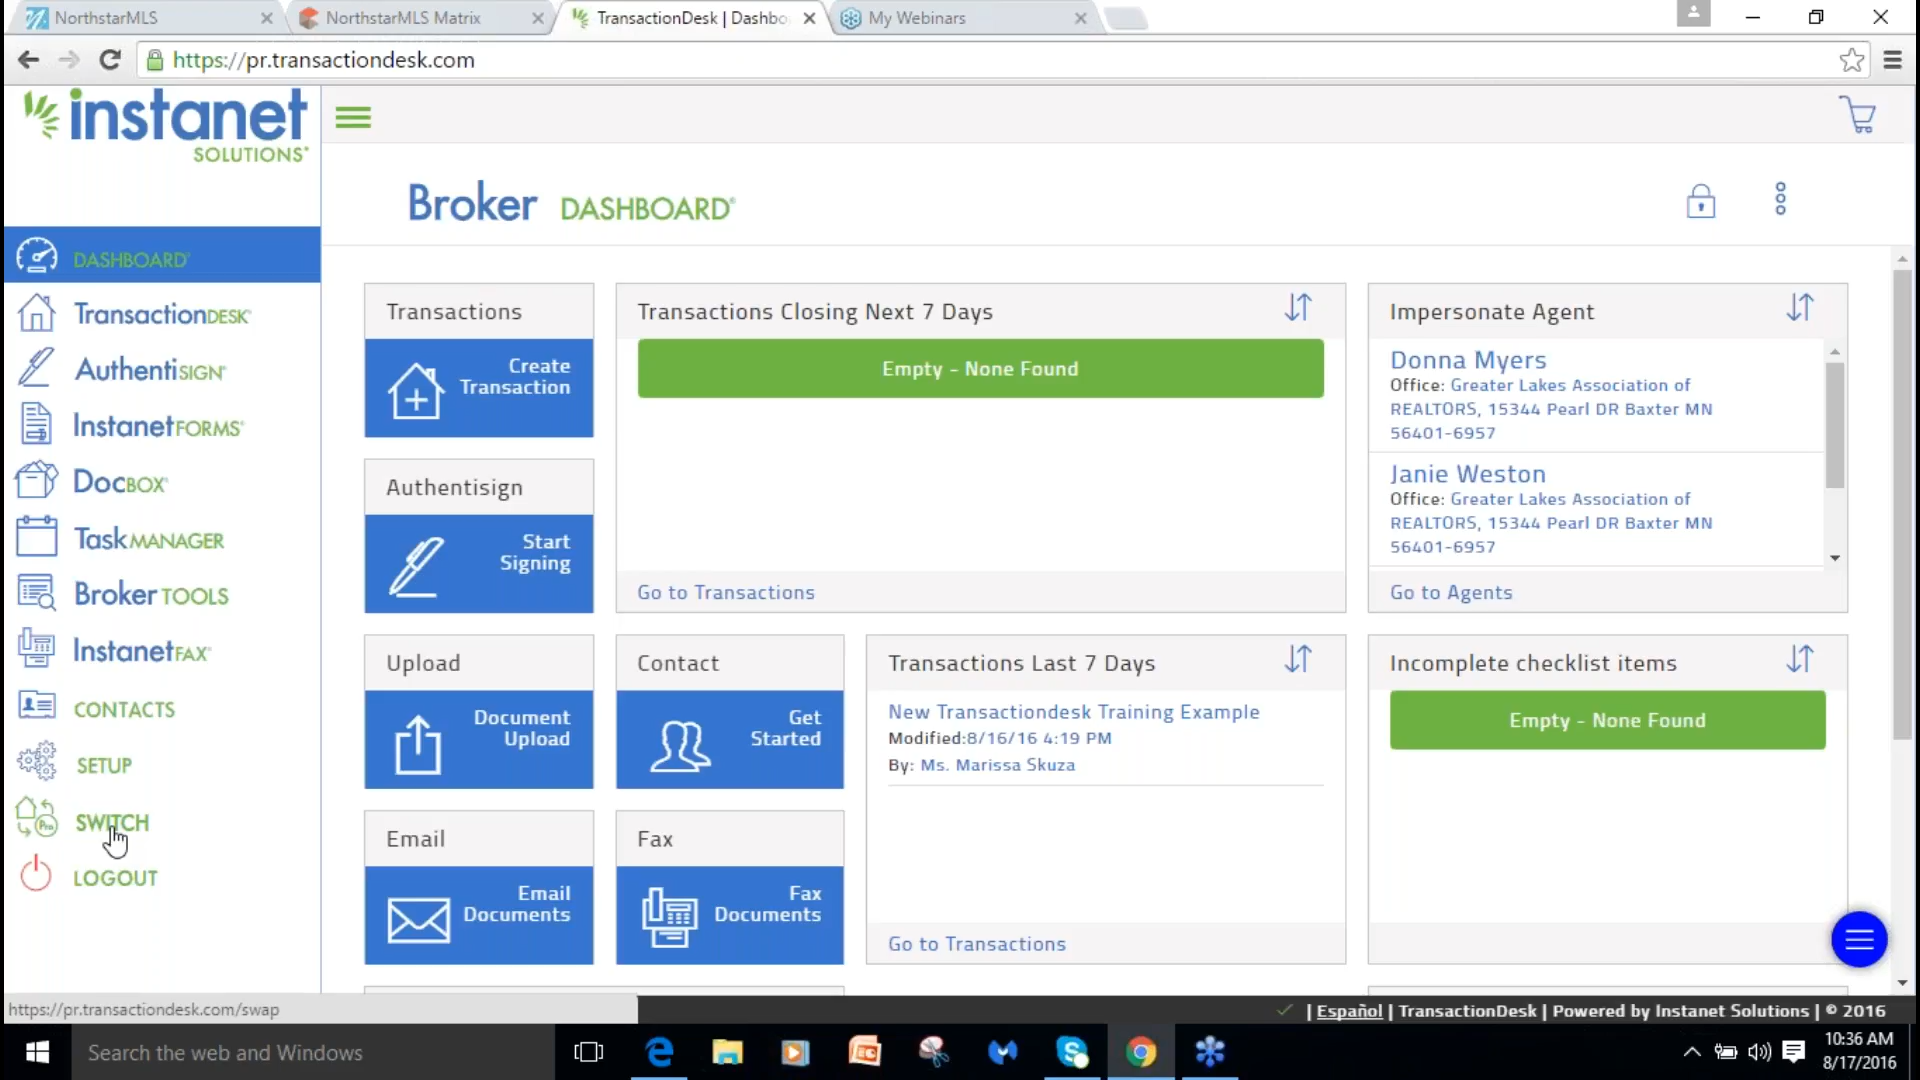 NorthstarMLS
NorthstarMLS Matrix
TransactionDesk | Dashbo
My Webinars
https://pr.transactiondesk.com
instanet
SOLUTIONS®
Broker DASHBOARD®
DASHBOARD®
TransactionDESK®
AuthentiSIGN®
InstanetFORMS®
DocBOX®
TaskMANAGER
Broker TOOLS
InstanetFAX®
CONTACTS
SETUP
Pro
SWITCH
LOGOUT
Transactions
Create
Transaction
Transactions Closing Next 7 Days
Empty - None Found
Go to Transactions
Impersonate Agent
Donna Myers
Office: Greater Lakes Association of
REALTORS, 15344 Pearl DR Baxter MN
56401-6957
Janie Weston
Office: Greater Lakes Association of
REALTORS, 15344 Pearl DR Baxter MN
56401-6957
Go to Agents
Authentisign
Start
Signing
Upload
Document
Upload
Contact
Get
Started
Transactions Last 7 Days
New Transactiondesk Training Example
Modified:8/16/16 4:19 PM
By: Ms. Marissa Skuza
Go to Transactions
Incomplete checklist items
Empty - None Found
Email
Email
Documents
Fax
Fax
Documents
https://pr.transactiondesk.com/swap
| Español | TransactionDesk | Powered by Instanet Solutions | © 2016
Search the web and Windows
10:36 AM
8/17/2016